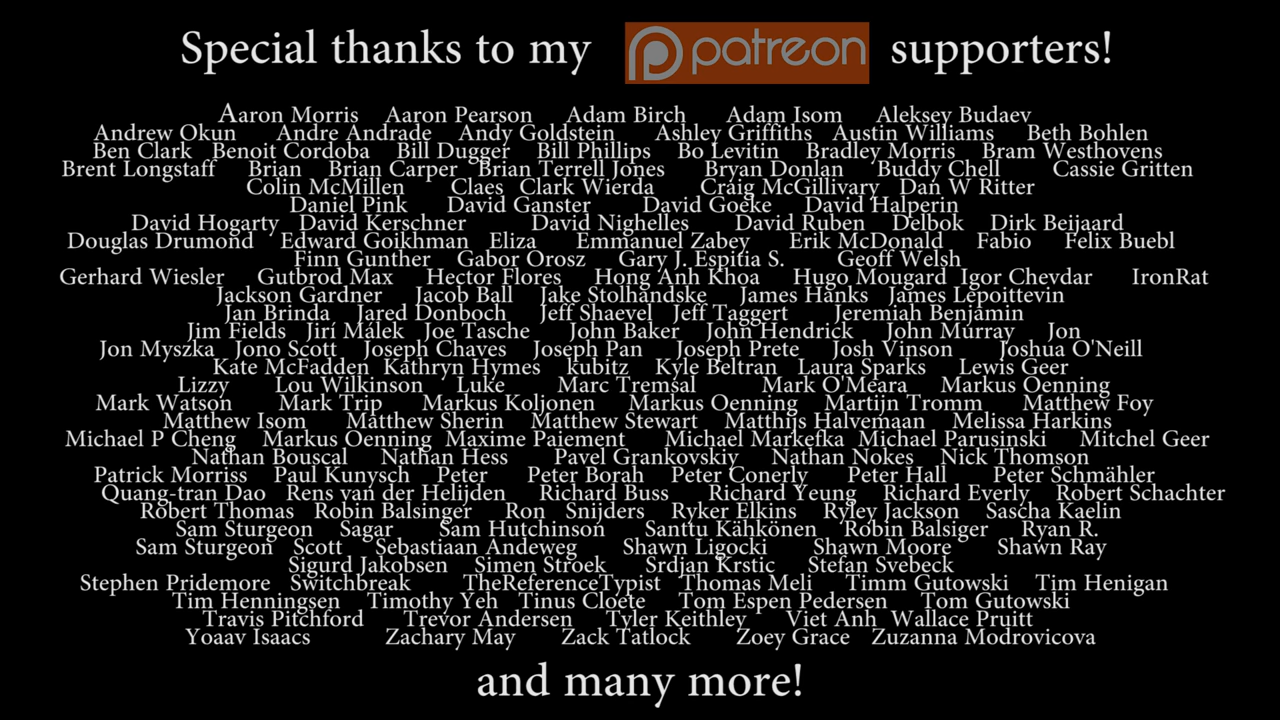 Special thanks to my patreon supporters!
Aaron Morris Aaron Pearson Adam Birch Adam Isom Aleksey Budaev
Andrew Okun Andre Andrade Andy Goldstein Ashley Griffiths Austin Williams Beth Bohlen
Ben Clark Benoit Cordoba Bill Dugger Bill Phillips Bo Levitin Bradley Morris Bram Westhovens
Brent Longstaff Brian Brian Carper Brian Terrell Jones Bryan Donlan Buddy Chell Cassie Gritten
Colin McMillen Claes Clark Wierda Craig McGillivary Dan W Ritter
Daniel Pink David Ganster David Goeke David Halperin
David Hogarty David Kerschner David Nighelles David Ruben Delbok Dirk Beijaard
Douglas Drumond Edward Goikhman Eliza Emmanuel Zabey Erik McDonald Fabio Felix Buebl
Finn Gunther Gabor Orosz Gary J. Espitia S. Geoff Welsh
Gerhard Wiesler Gutbrod Max Hector Flores Hong Anh Khoa Hugo Mougard Igor Chevdar IronRat
Jackson Gardner Jacob Ball Jake Stolhandske James Hanks James Lepoittevin
Jan Brinda Jared Donboch Jeff Shaevel Jeff Taggert Jeremiah Benjamin
Jim Fields Jirí Málek Joe Tasche John Baker John Hendrick John Murray Jon
Jon Myszka Jono Scott Joseph Chaves Joseph Pan Joseph Prete Josh Vinson Joshua O'Neill
Kate McFadden Kathryn Hymes kubitz Kyle Beltran Laura Sparks Lewis Geer
Lizzy Lou Wilkinson Luke Marc Tremsal Mark O'Meara Markus Oenning
Mark Watson Mark Trip Markus Koljonen Markus Oenning Martijn Tromm Matthew Foy
Matthew Isom Matthew Sherin Matthew Stewart Matthijs Halvemaan Melissa Harkins
Michael P Cheng Markus Oenning Maxime Paiement Michael Markefka Michael Parusinski Mitchel Geer
Nathan Bouscal Nathan Hess Pavel Grankovskiy Nathan Nokes Nick Thomson
Patrick Morriss Paul Kunysch Peter Peter Borah Peter Conerly Peter Hall Peter Schmähler
Quang-tran Dao Rens van der Helijden Richard Buss Richard Yeung Richard Everly Robert Schachter
Robert Thomas Robin Balsinger Ron Snijders Ryker Elkins Ryley Jackson Sascha Kaelin
Sam Sturgeon Sagar Sam Hutchinson Santtu Kähkönen Robin Balsiger Ryan R.
Sam Sturgeon Scott Sebastiaan Andeweg Shawn Ligocki Shawn Moore Shawn Ray
Sigurd Jakobsen Simen Stroek Srdjan Krstic Stefan Svebeck
Stephen Pridemore Switchbreak TheReferenceTypist Thomas Meli Timm Gutowski Tim Henigan
Tim Henningsen Timothy Yeh Tinus Cloete Tom Espen Pedersen Tom Gutowski
Travis Pitchford Trevor Andersen Tyler Keithley Viet Anh Wallace Pruitt
Yoaav Isaacs Zachary May Zack Tatlock Zoey Grace Zuzanna Modrovicova
and many more!